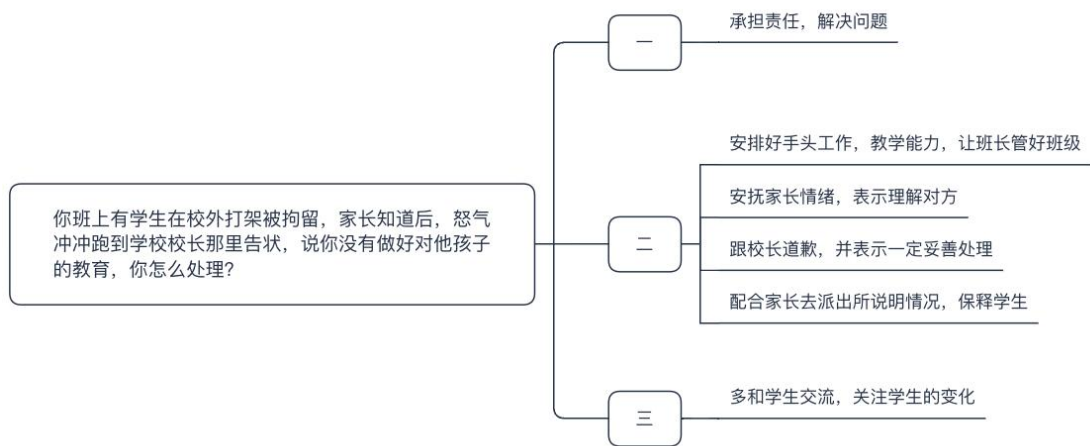 你班上有学生在校外打架被拘留，家长知道后，怒气
冲冲跑到学校校长那里告状，说你没有做好对他孩子
的教育，你怎么处理？
一
承担责任，解决问题
二
安排好手头工作，教学能力，让班长管好班级
安抚家长情绪，表示理解对方
跟校长道歉，并表示一定妥善处理
配合家长去派出所说明情况，保释学生
三
多和学生交流，关注学生的变化